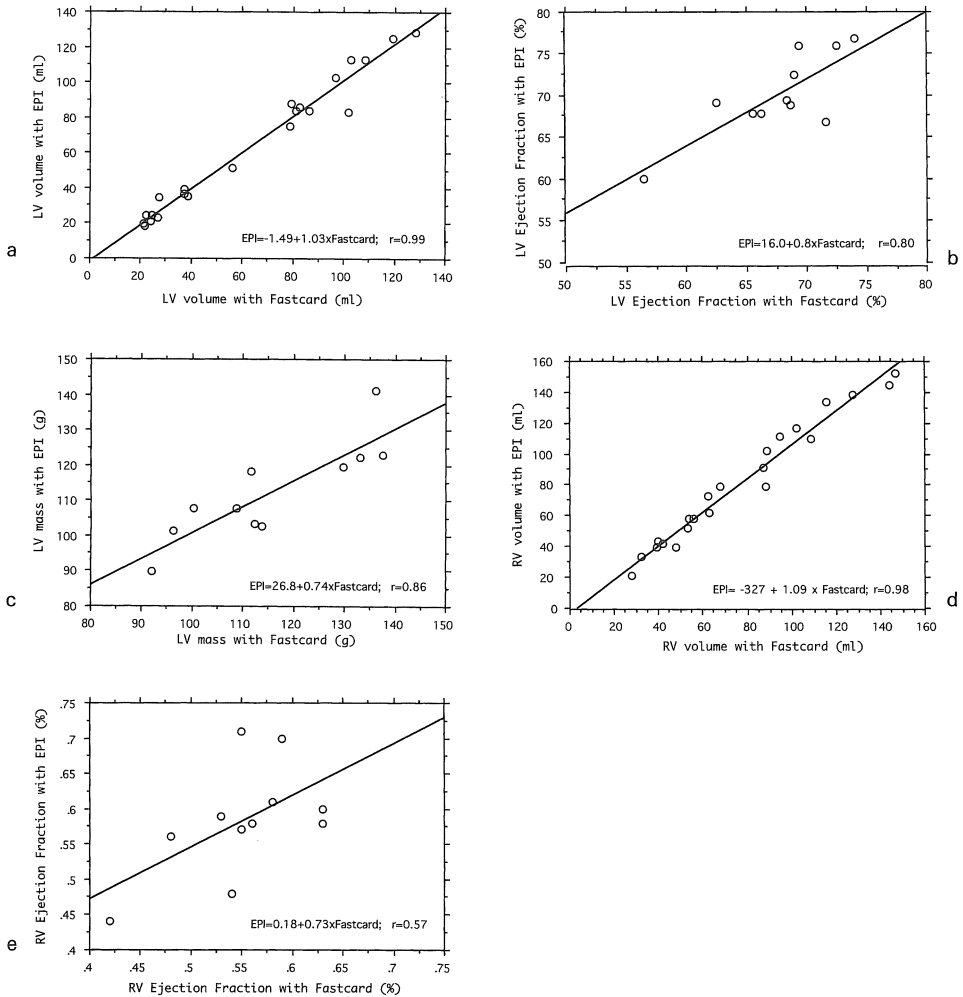 LV volume with EPI (ml)
140
120
100
80
60
40
20
0
0 20 40 60 80 100 120 140
EPI=-1.49+1.03xFastcard; r=0.99
LV volume with Fastcard (ml)
a
LV Ejection Fraction with EPI (%)
80
75
70
65
60
55
50
50 55 60 65 70 75 80
EPI=16.0+0.8xFastcard; r=0.80
LV Ejection Fraction with Fastcard (%)
b
LV mass with EPI (g)
150
140
130
120
110
100
90
80
80 90 100 110 120 130 140 150
EPI=26.8+0.74xFastcard; r=0.86
LV mass with Fastcard (g)
c
RV volume with EPI (ml)
160
140
120
100
80
60
40
20
0
0 20 40 60 80 100 120 140 160
EPI= -327 + 1.09 x Fastcard; r=0.98
RV volume with Fastcard (ml)
d
RV Ejection Fraction with EPI (%)
.75
.7
.65
.6
.55
.5
.45
.4
.4 .45 .5 .55 .6 .65 .7 .75
EPI=0.18+0.73xFastcard; r=0.57
RV Ejection Fraction with Fastcard (%)
e